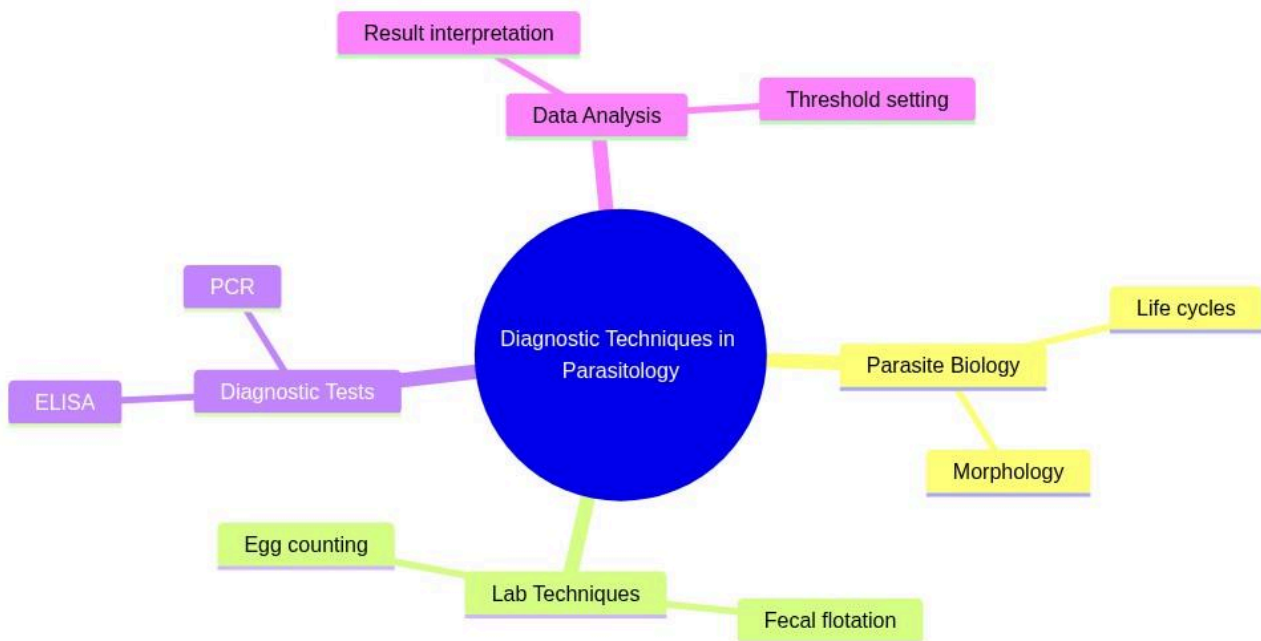 Result interpretation
Threshold setting
Data Analysis
PCR
Life cycles
Diagnostic Techniques in
Parasitology
Parasite Biology
Diagnostic Tests
ELISA
Morphology
Egg counting
Lab Techniques
Fecal flotation